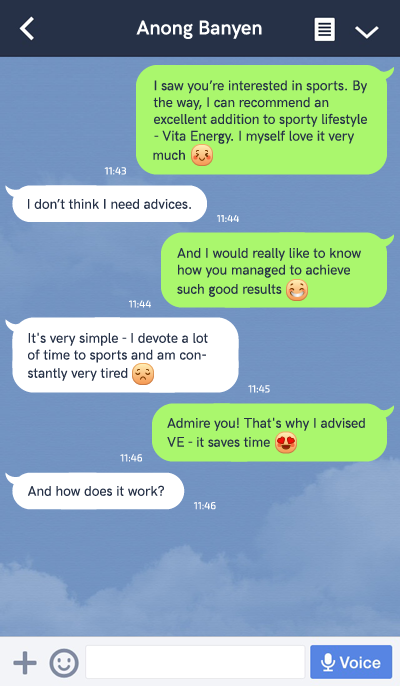 Anong Banyen
I saw you’re interested in sports. By
the way, I can recommend an
excellent addition to sporty lifestyle
- Vita Energy. I myself love it very
much
11:43
I don’t think I need advices.
11:44
And I would really like to know
how you managed to achieve
such good results
11:44
It's very simple - I devote a lot
of time to sports and am con-
stantly very tired
11:45
Admire you! That's why I advised
VE - it saves time
11:46
And how does it work?
11:46
Voice